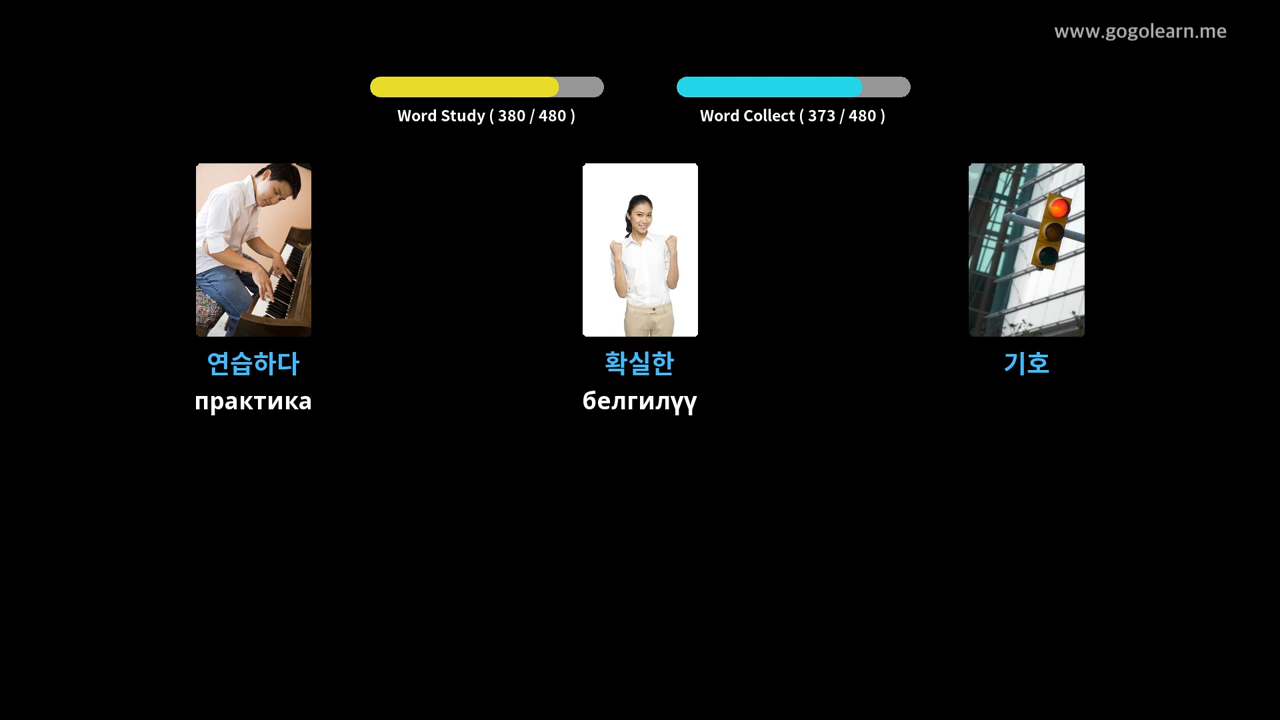 www.gogolearn.me
Word Study ( 380 / 480 )
Word Collect ( 373 / 480 )
연습하다
확실한
기호
практика
белгилүү